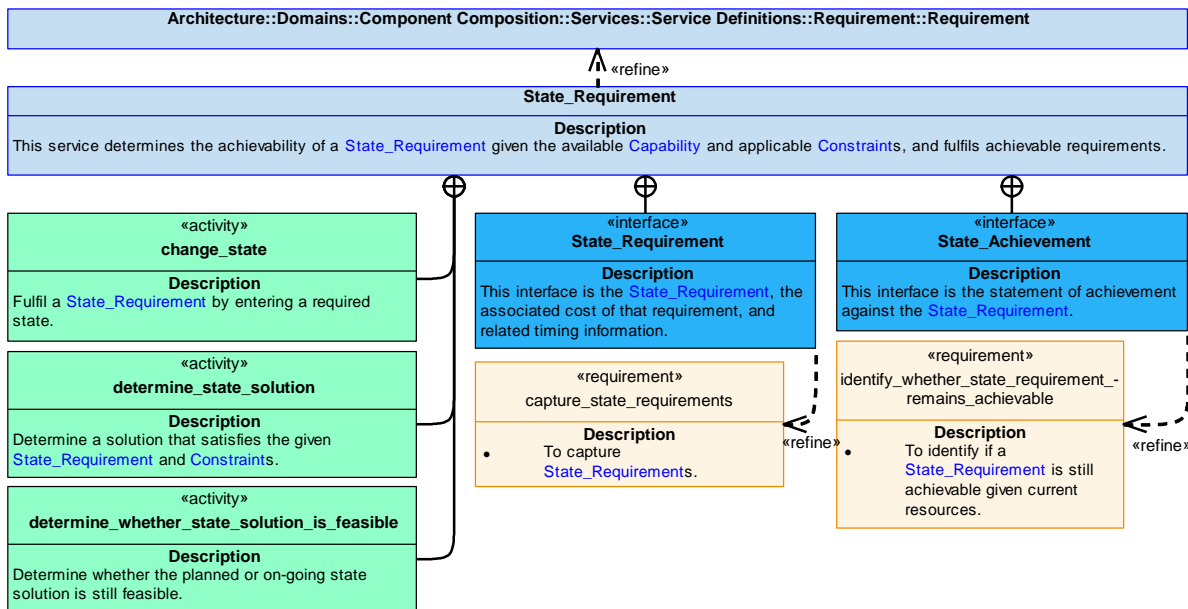 Architecture::Domains::Component Composition::Services::Service Definitions::Requirement::Requirement
«refine»
State_Requirement
Description
This service determines the achievability of a State_Requirement given the available Capability and applicable Constraints, and fulfils achievable requirements.
«activity»
change_state
Description
Fulfil a State_Requirement by entering a required
state.
«activity»
determine_state_solution
Description
Determine a solution that satisfies the given
State_Requirement and Constraints.
«activity»
determine_whether_state_solution_is_feasible
Description
Determine whether the planned or on-going state
solution is still feasible.
«interface»
State_Requirement
Description
This interface is the State_Requirement, the
associated cost of that requirement, and
related timing information.
«requirement»
capture_state_requirements
Description
• To capture
State_Requirements.
«refine»
«interface»
State_Achievement
Description
This interface is the statement of achievement
against the State_Requirement.
«requirement»
identify_whether_state_requirement_-
remains_achievable
Description
• To identify if a
State_Requirement is still
achievable given current
resources.
«refine»